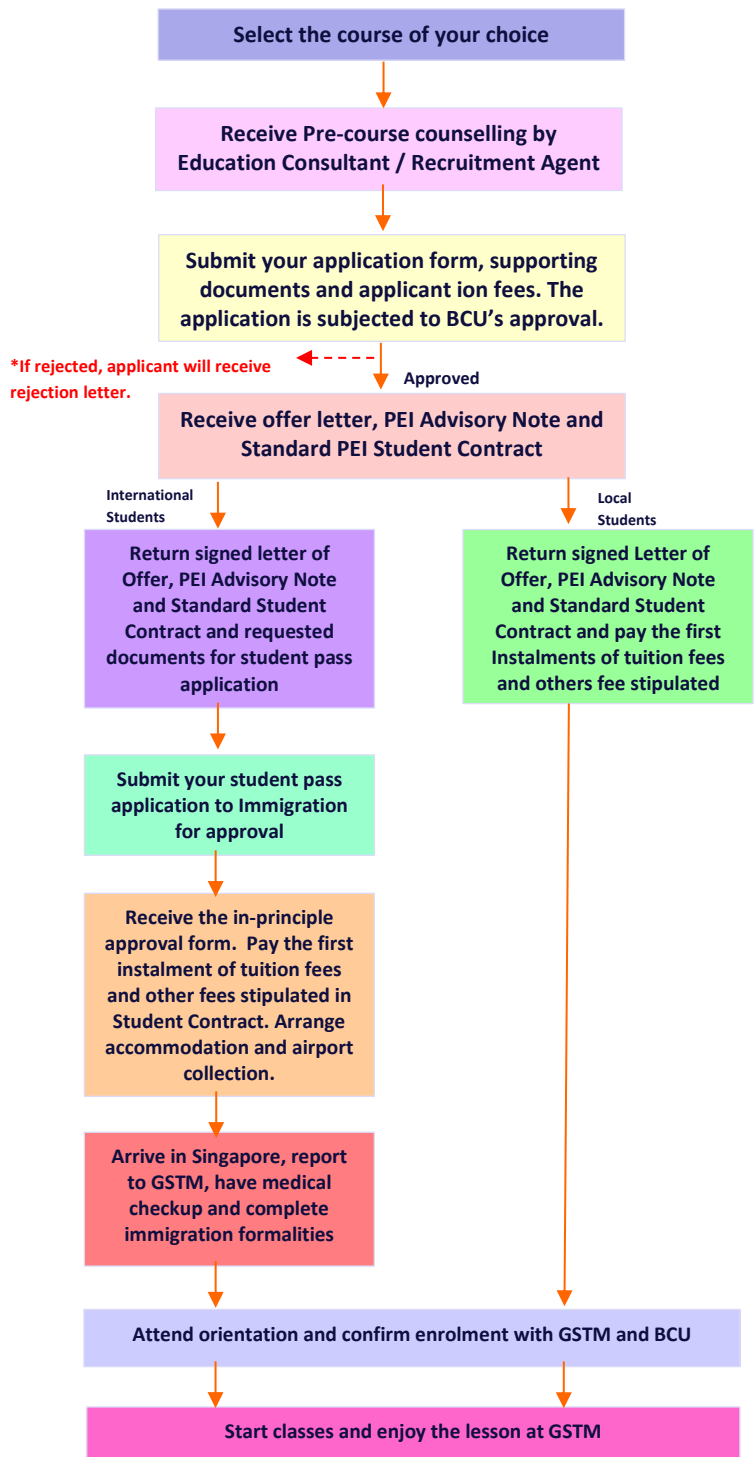 Select the course of your choice
Receive Pre-course counselling by
Education Consultant / Recruitment Agent
Submit your application form, supporting
documents and applicant ion fees. The
application is subjected to BCU's approval.
*If rejected, applicant will receive
rejection letter.
Approved
Receive offer letter, PEI Advisory Note and
Standard PEI Student Contract
International
Students
Local
Students
Return signed letter of
Offer, PEI Advisory Note
and Standard Student
Contract and requested
documents for student pass
application
Return signed Letter of
Offer, PEI Advisory Note
and Standard Student
Contract and pay the first
Instalments of tuition fees
and others fee stipulated
Submit your student pass
application to Immigration
for approval
Receive the in-principle
approval form.  Pay the first
instalment of tuition fees
and other fees stipulated in
Student Contract. Arrange
accommodation and airport
collection.
Arrive in Singapore, report
to GSTM, have medical
checkup and complete
immigration formalities
Attend orientation and confirm enrolment with GSTM and BCU
Start classes and enjoy the lesson at GSTM